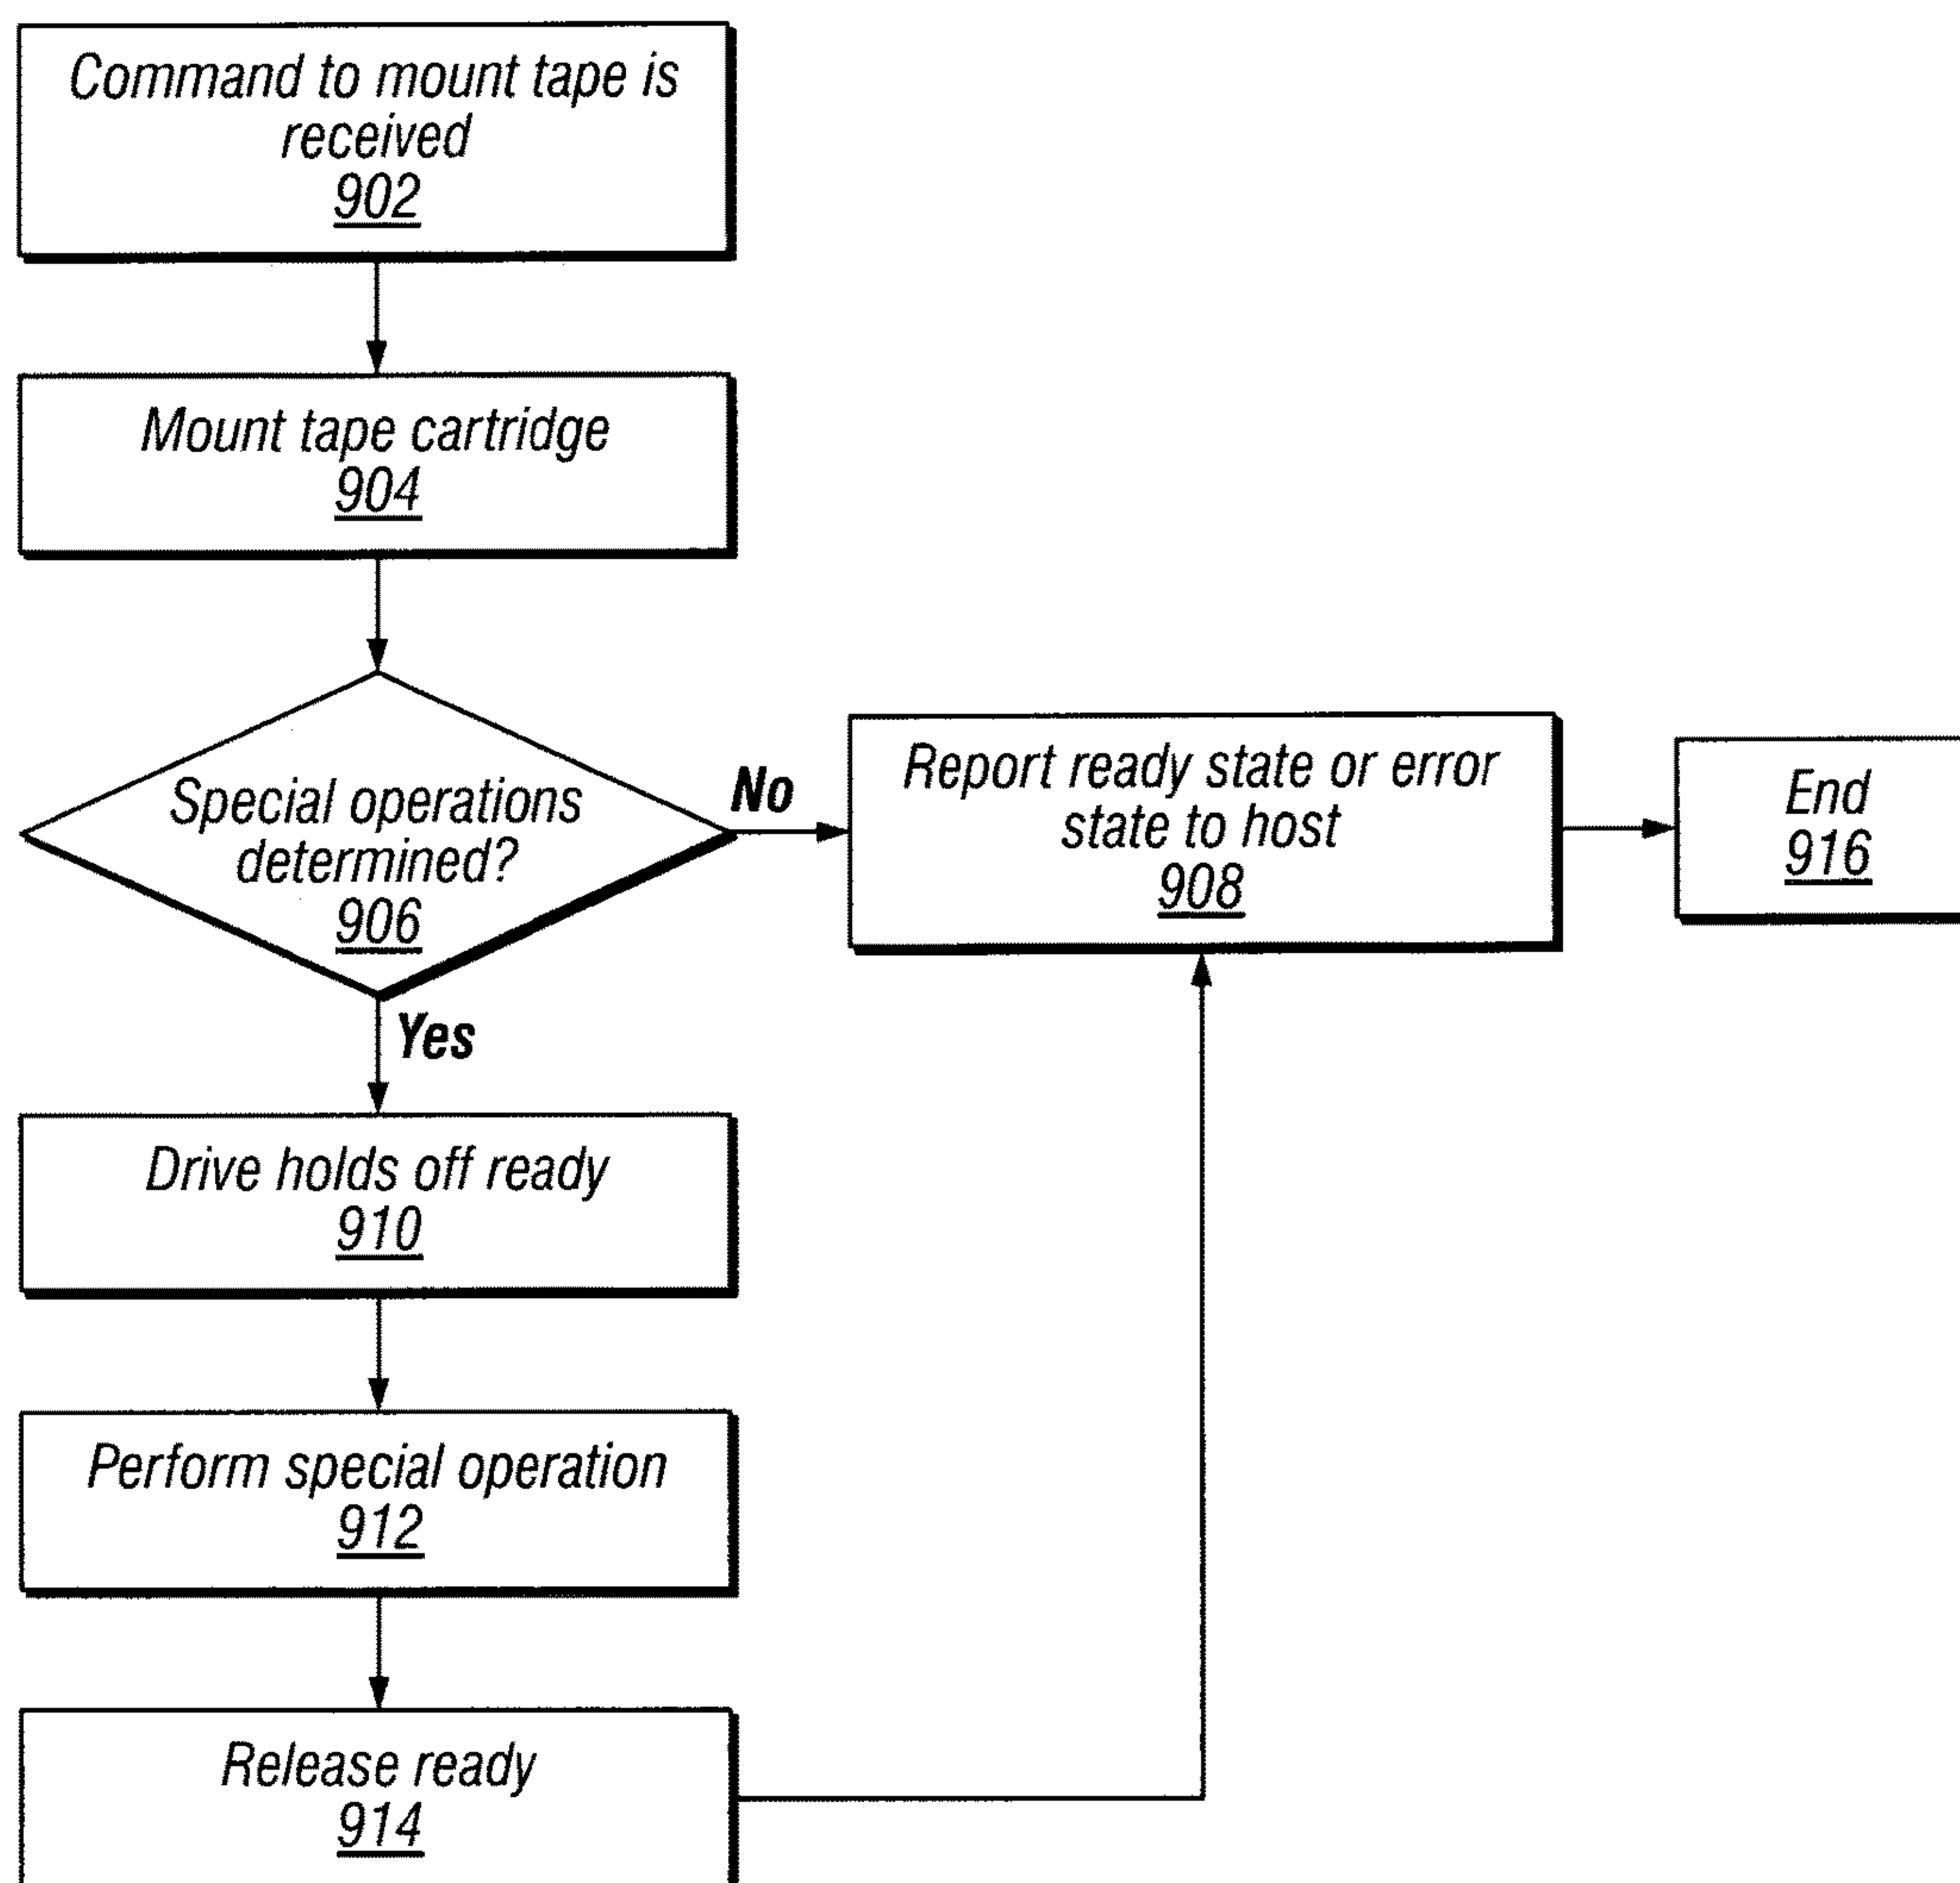 Command to mount tape is
received
902
Mount tape cartridge
904
Special operations
determined?
906
No
Report ready state or error
state to host
908
End
916
Yes
Drive holds off ready
910
Perform special operation
912
Release ready
914